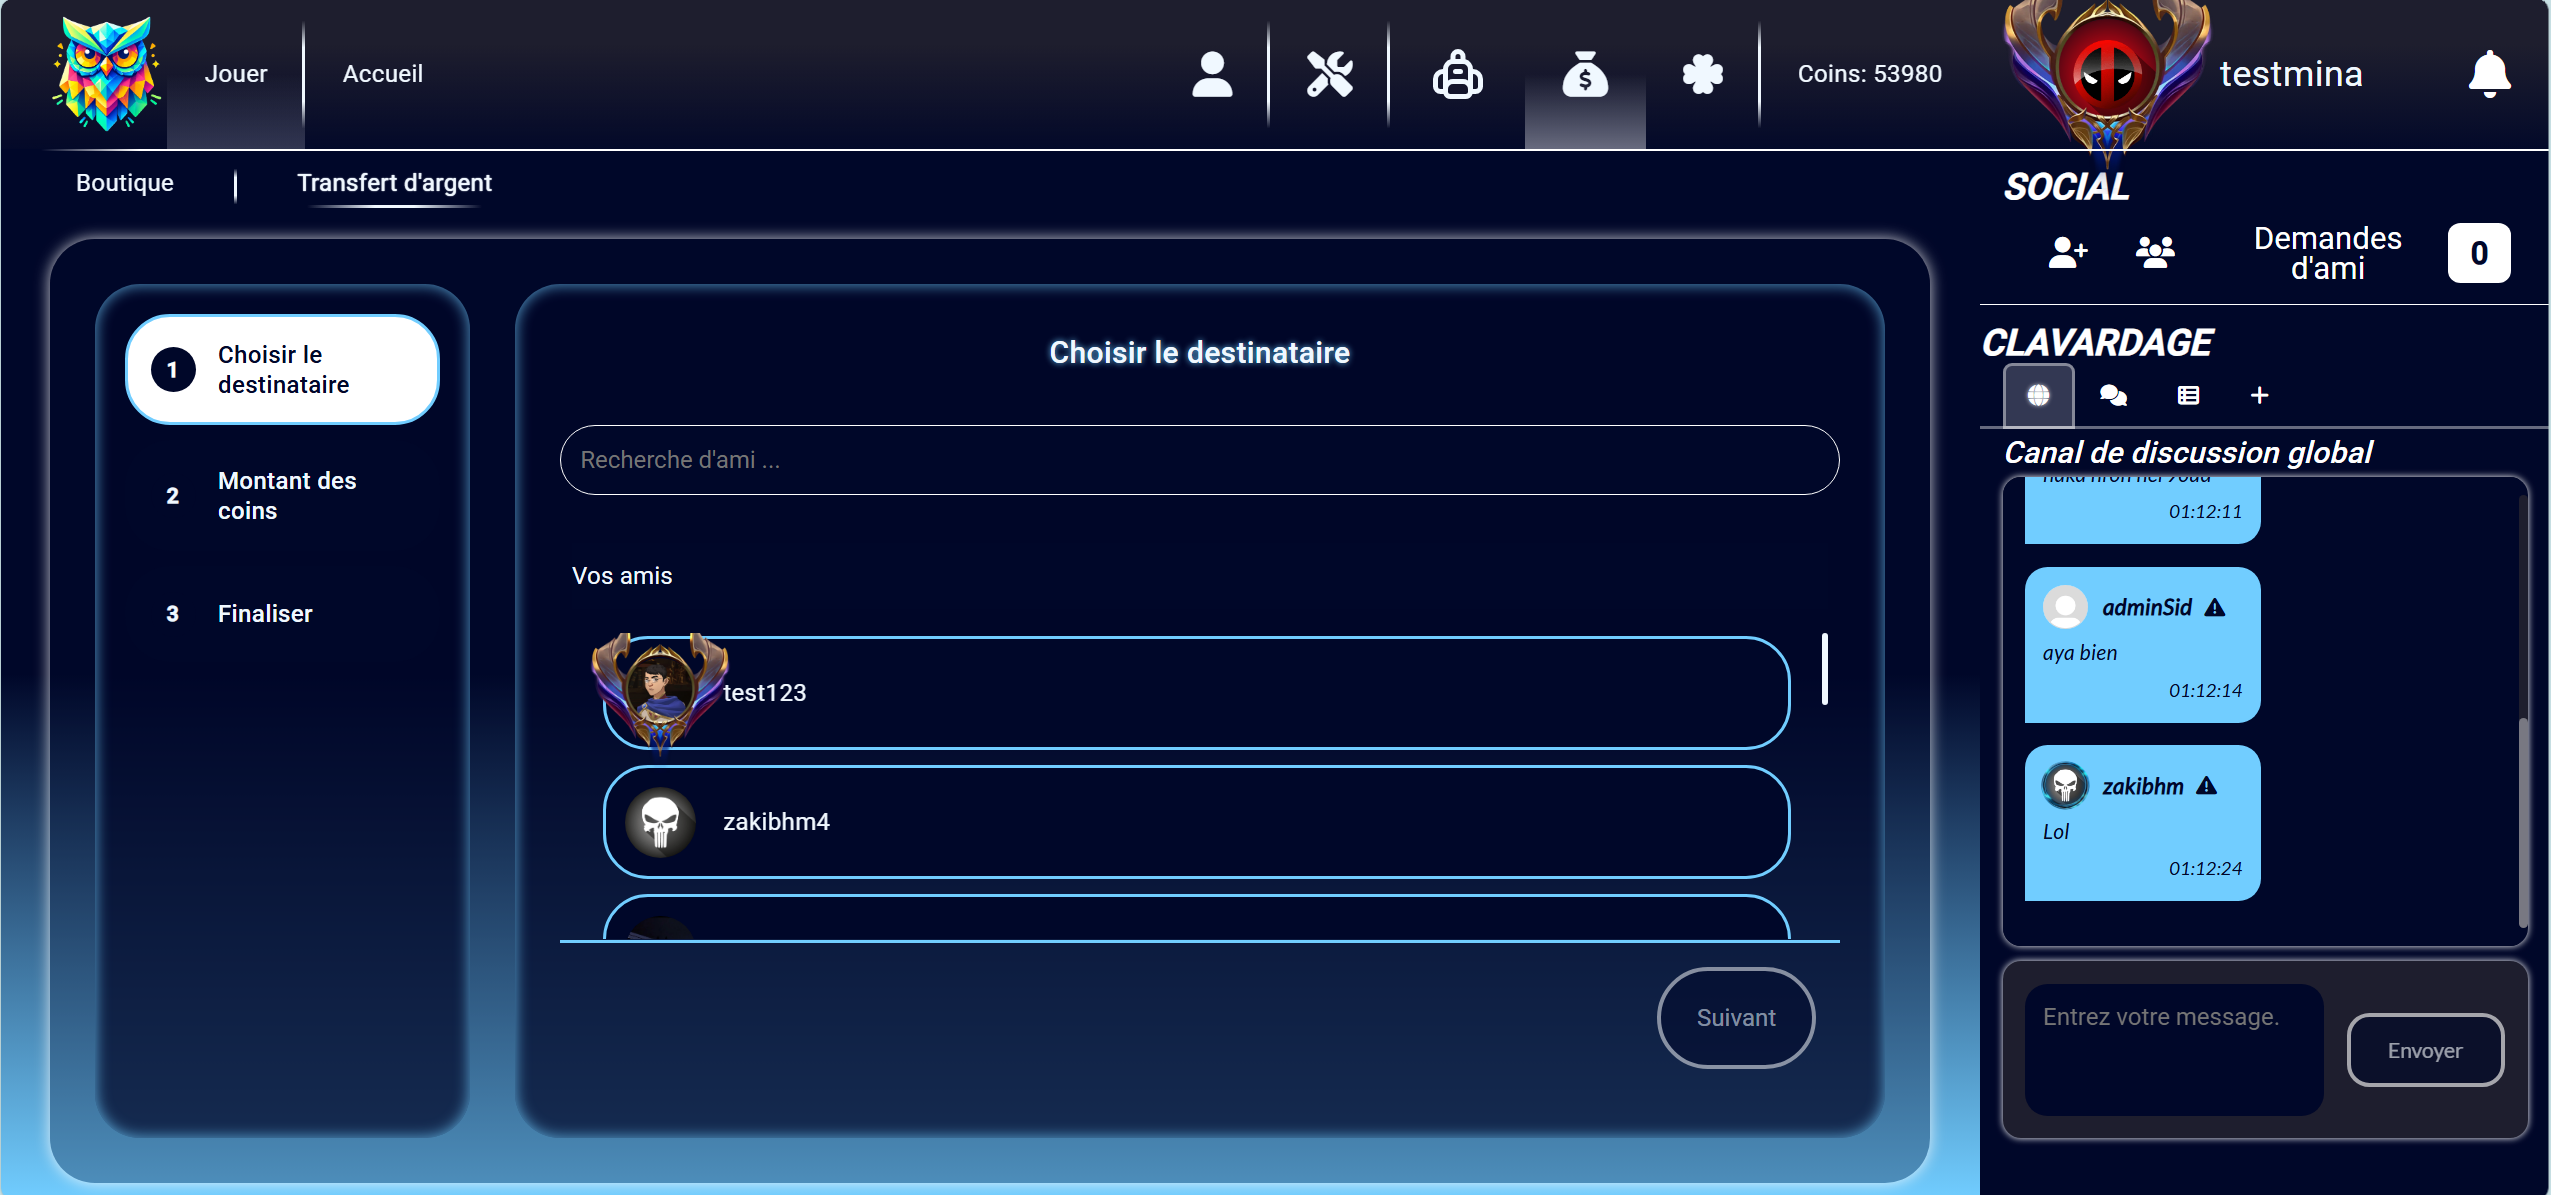 Jouer
Accueil
Coins: 53980
testmina
Boutique
Transfert d'argent
SOCIAL
Demandes
d'ami
0
1
Choisir le
destinataire
2
Montant des
coins
3
Finaliser
Choisir le destinataire
Recherche d'ami ...
Vos amis
test123
zakibhm4
Suivant
CLAVARDAGE
Canal de discussion global
01:12:11
adminSid
aya bien
01:12:14
zakibhm
Lol
01:12:24
Entrez votre message.
Envoyer